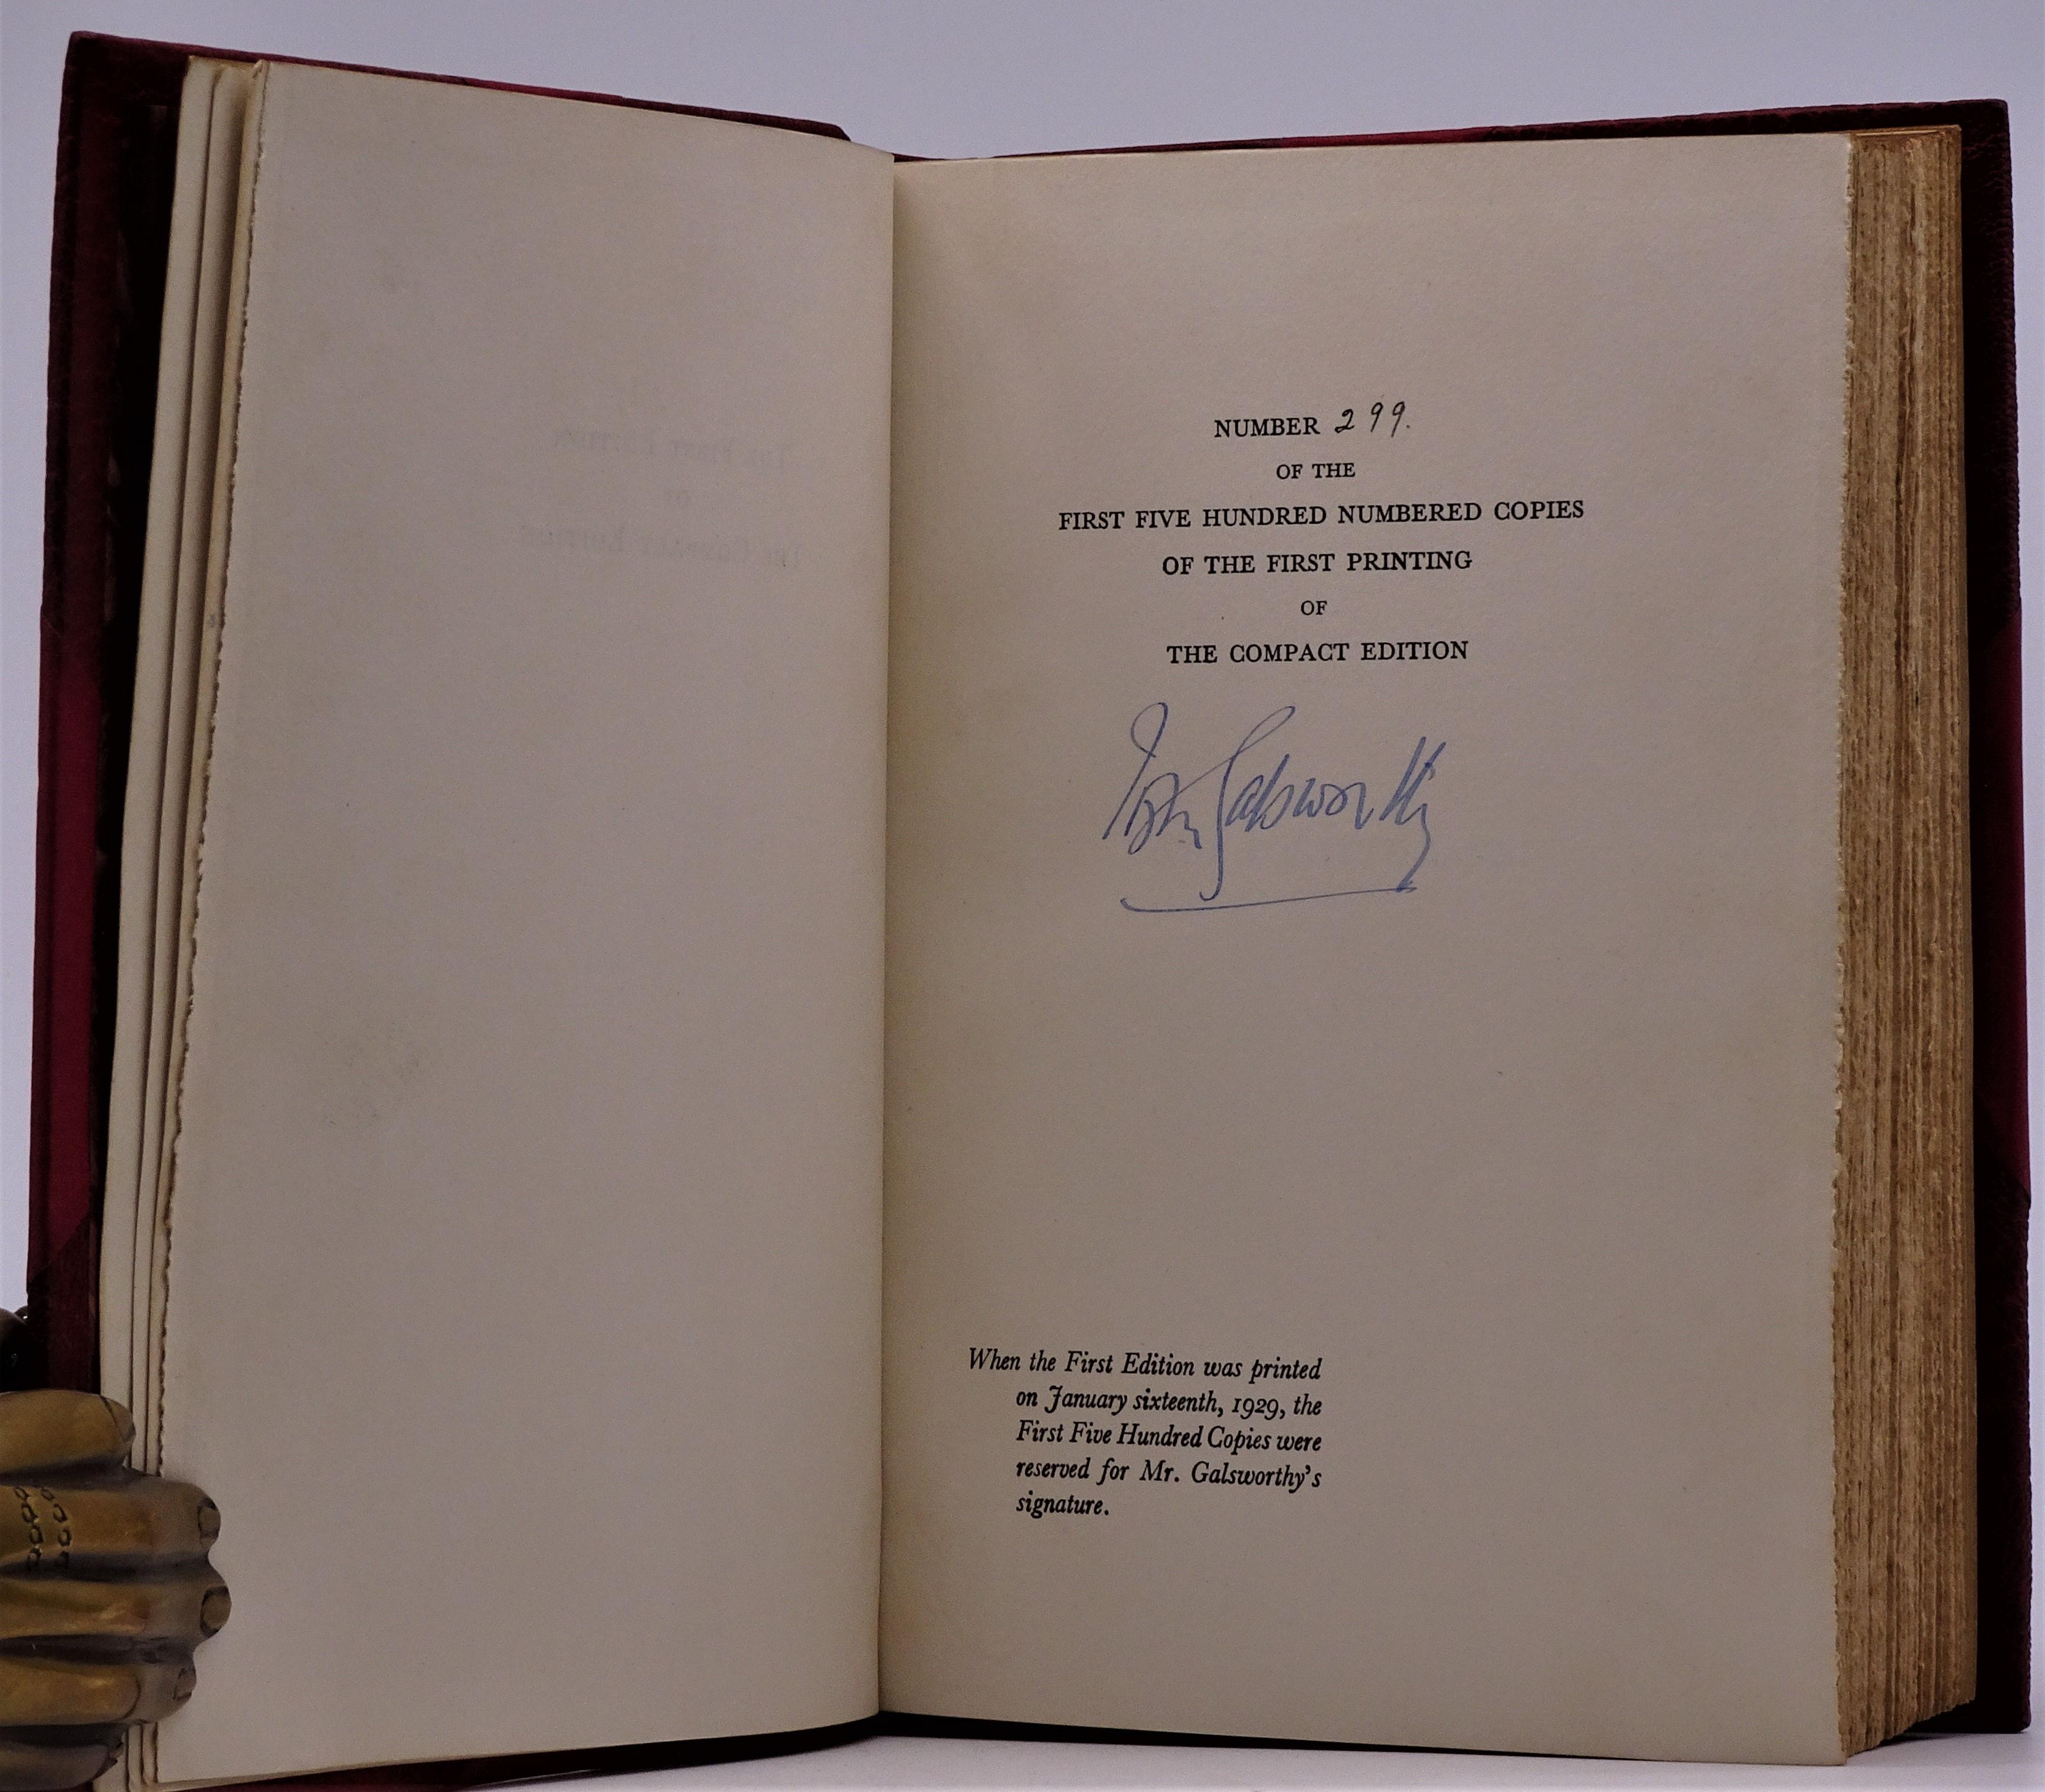 NUMBER 299.
OF THE
FIRST FIVE HUNDRED NUMBERED COPIES
OF THE FIRST PRINTING
OF
THE COMPACT EDITION
John Galsworthy
When the First Edition was printed
on January sixteenth, 1929, the
First Five Hundred Copies were
reserved for Mr. Galsworthy's
signature.